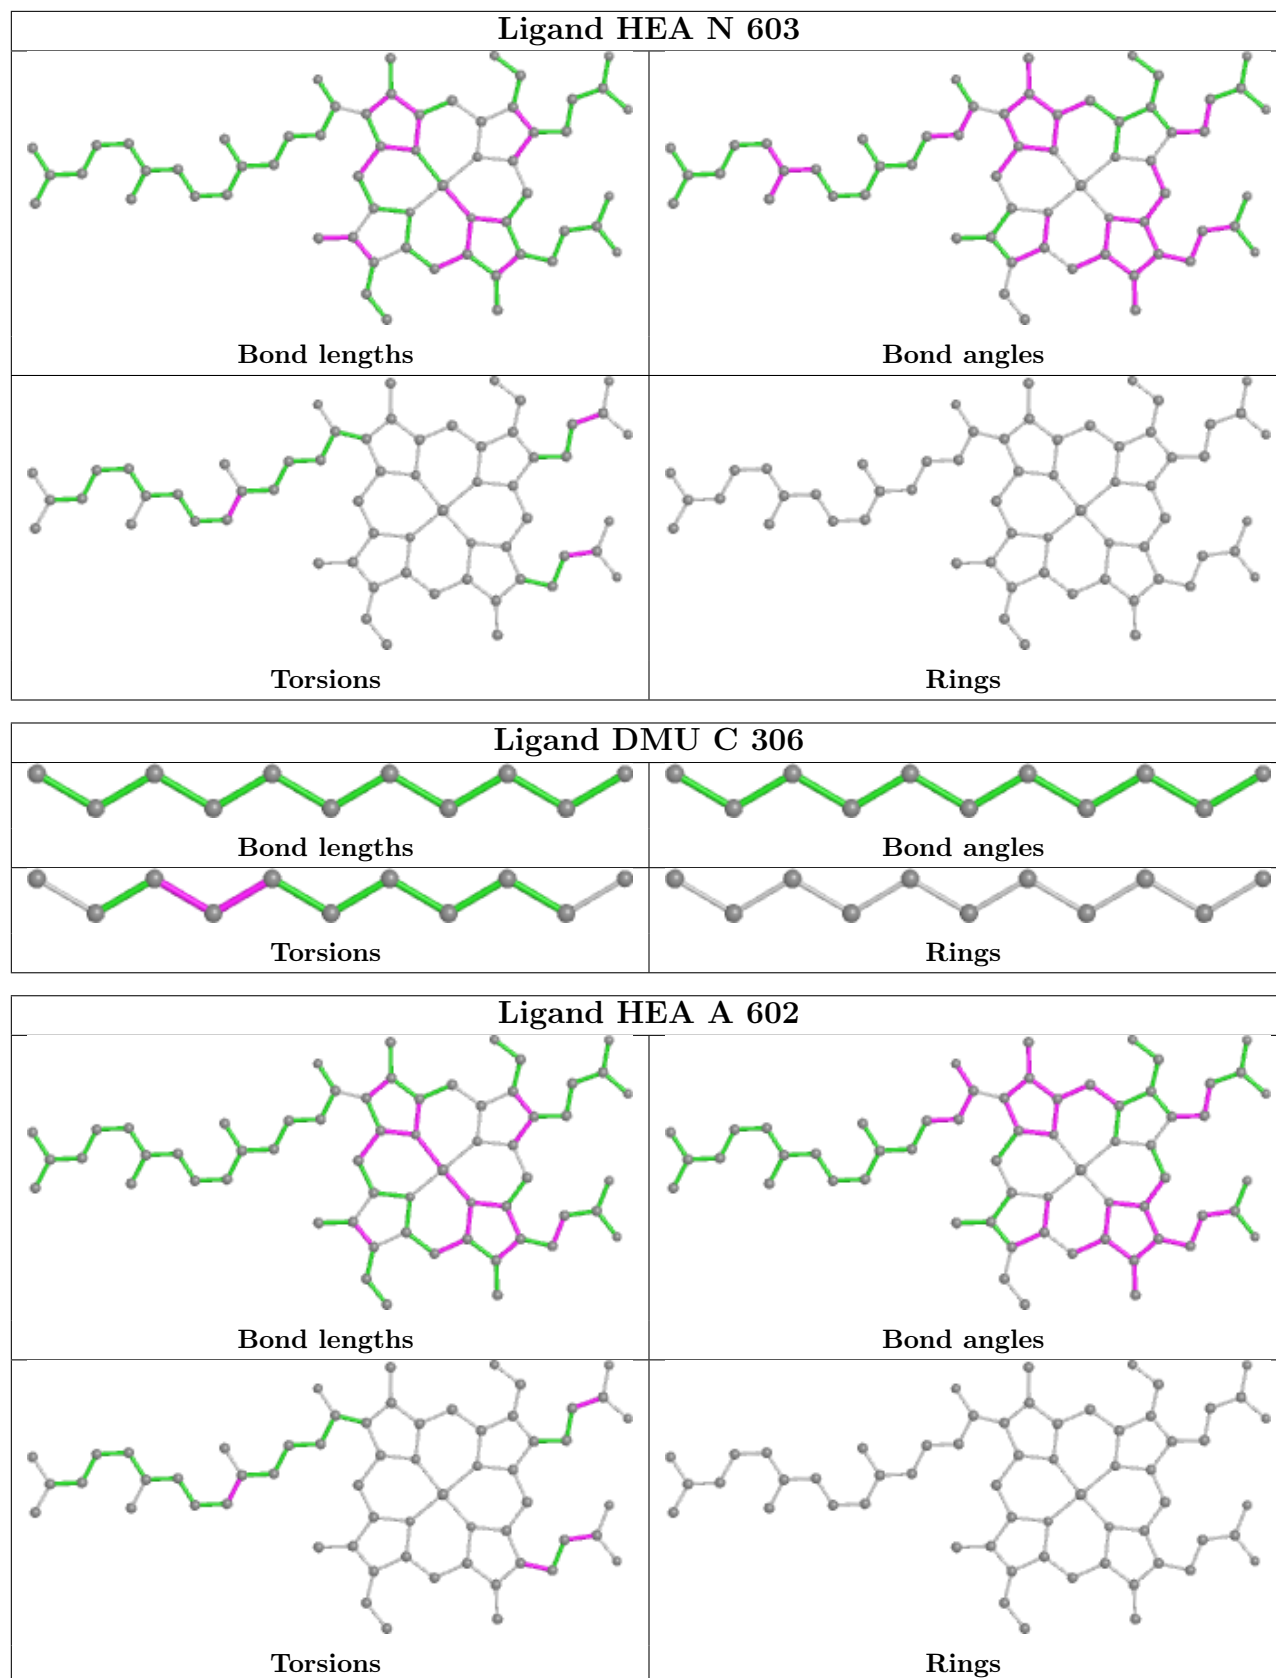 Ligand HEA N 603
Bond lengths
Bond angles
Torsions
Rings
Ligand DMU C 306
Bond lengths
Bond angles
Torsions
Rings
Ligand HEA A 602
Bond lengths
Bond angles
Torsions
Rings